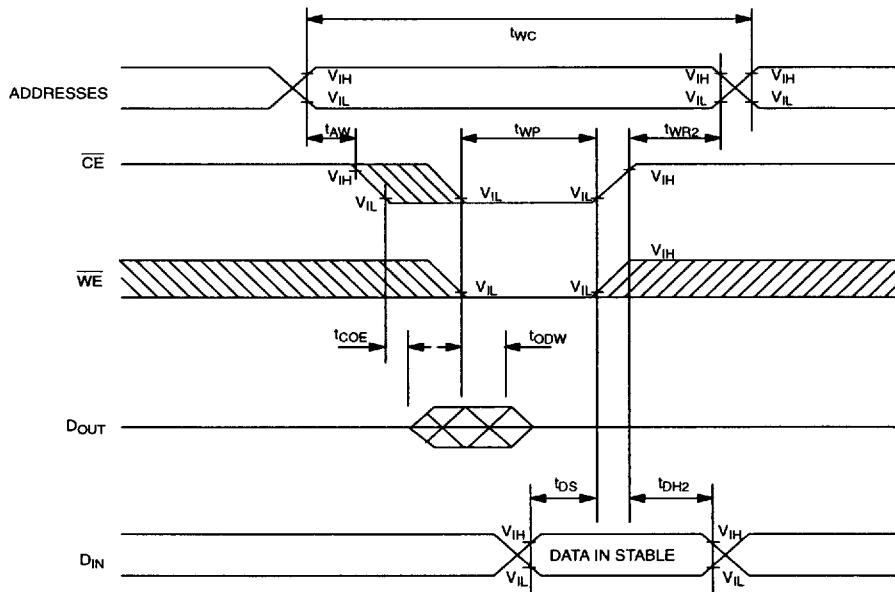 tWC
ADDRESSES VIH VIH VIH
VIL VIL VIL
tAW tWP tWR2
CE VIH VIH
VIL VIL VIL
WE VIH
VIL VIL
tCOE tODW
DOUT
tDS tDH2
VIH VIH
DIN DATA IN STABLE
VIL VIL